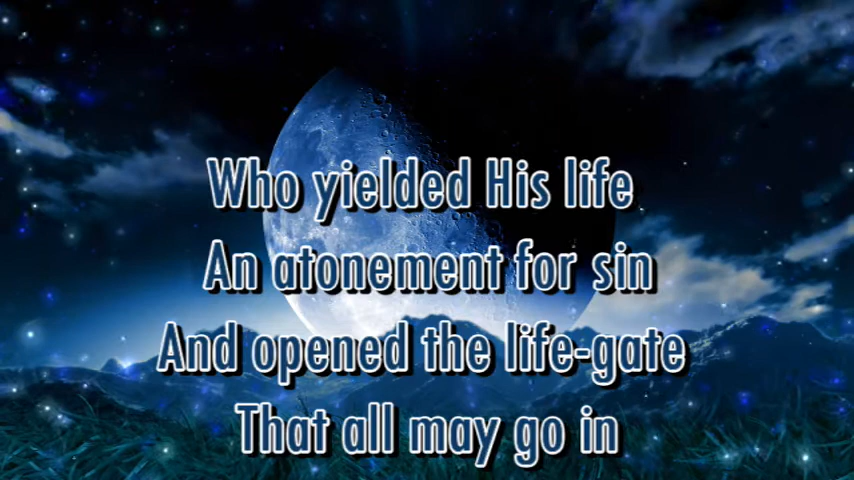 Who yielded His life
An atonement for sin
And opened the life-gate
That all may go in